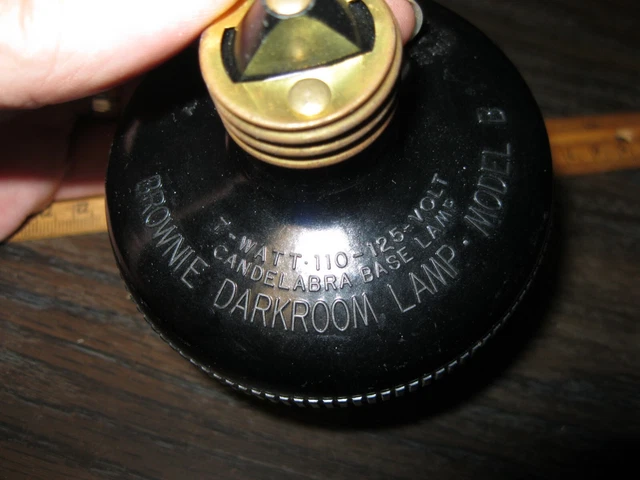 7-WATT·110-125-VOLT
CANDELABRA BASE LAMP
BROWNIE DARKROOM LAMP·MODEL B